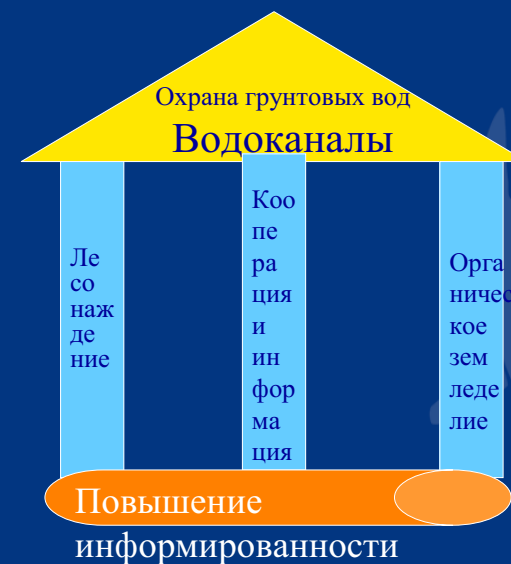 Охрана грунтовых вод
Водоканалы
Ле
со
наж
де
ние
Коо
пе
ра
ция
и
ин
фор
ма
ция
Орга
ничес
кое
зем
леде
лие
Повышение
информированности